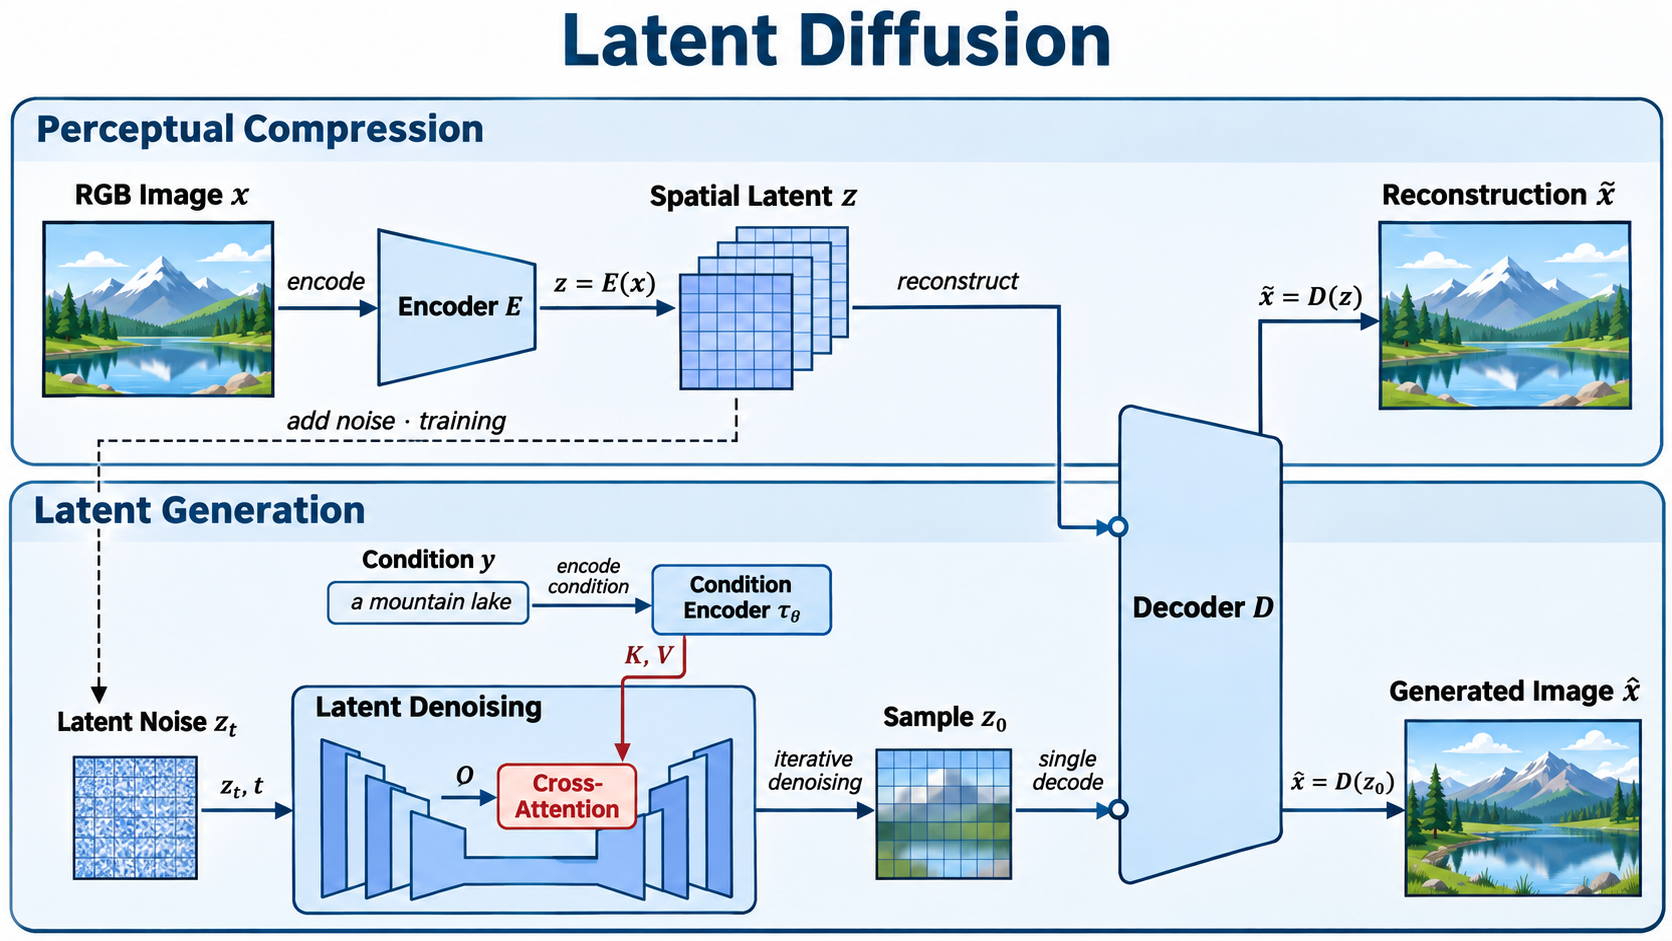 Latent Diffusion
Perceptual Compression
RGB Image x
encode
Encoder E
z = E(x)
Spatial Latent z
reconstruct
x̃ = D(z)
Reconstruction x̃
add noise · training
Latent Generation
Condition y
a mountain lake
encode
condition
Condition
Encoder τθ
K, V
Latent Noise zt
zt, t
Latent Denoising
Q
Cross-
Attention
iterative
denoising
Sample z0
single
decode
Decoder D
x̂ = D(z0)
Generated Image x̂